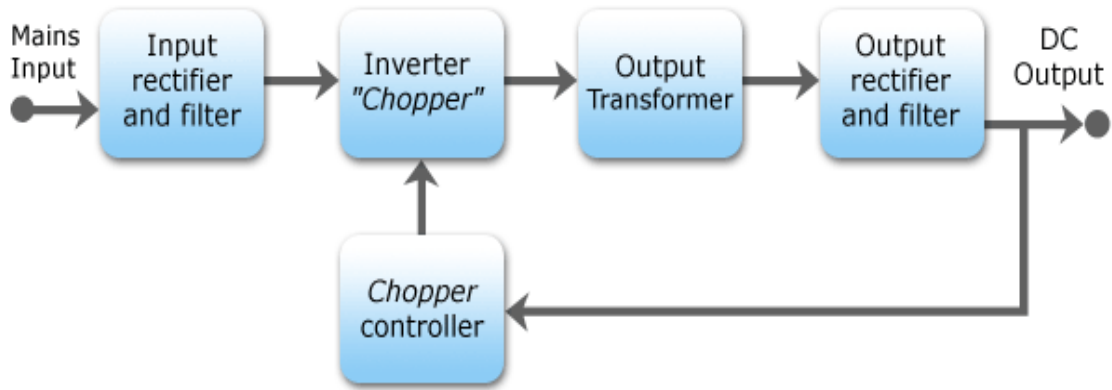 Mains
Input
Input
rectifier
and filter
Inverter
"Chopper"
Output
Transformer
Output
rectifier
and filter
DC
Output
Chopper
controller